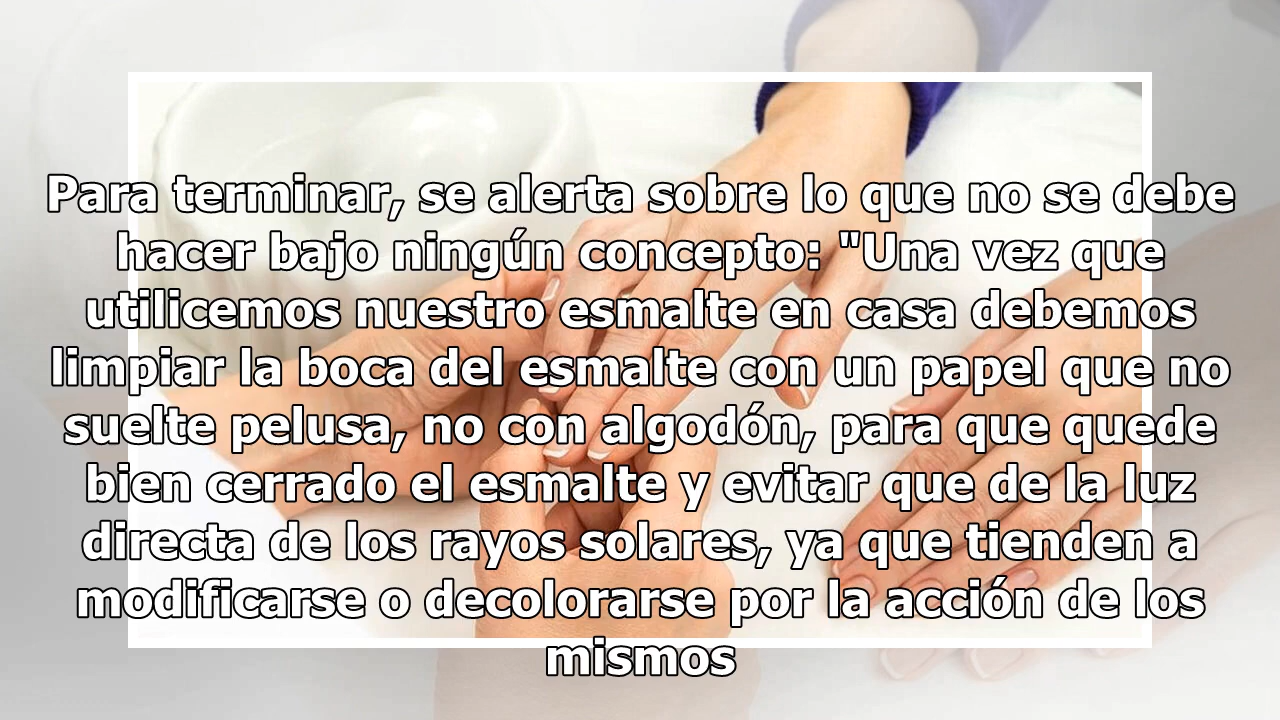 Para terminar, se alerta sobre lo que no se debe
hacer bajo ningún concepto: "Una vez que
utilicemos nuestro esmalte en casa debemos
limpiar la boca del esmalte con un papel que no
suelte pelusa, no con algodón, para que quede
bien cerrado el esmalte y evitar que de la luz
directa de los rayos solares, ya que tienden a
modificarse o decolorarse por la acción de los
mismos